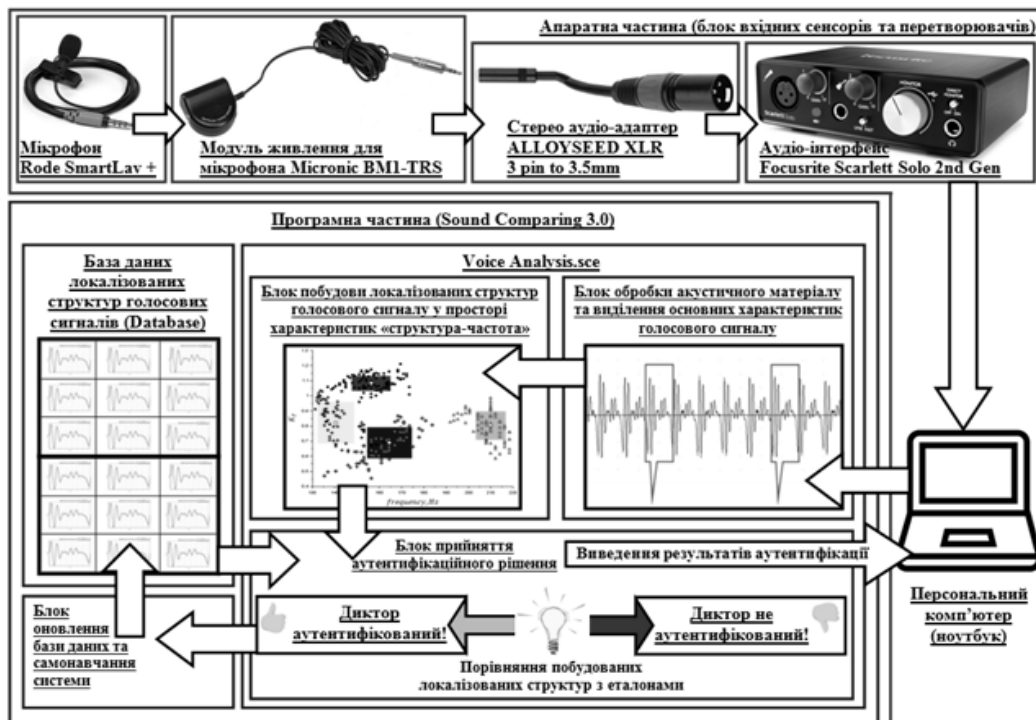 Апаратна частина (блок вхідних сенсорів та перетворювачів)
Мікрофон
Rode SmartLav +
Модуль живлення для
мікрофона Micronic BM1-TRS
Стерео аудіо-адаптер
ALLOYSEED XLR
3 pin to 3.5mm
Аудіо-інтерфейс
Focusrite Scarlett Solo 2nd Gen
Програмна частина (Sound Comparing 3.0)
База даних
локалізованих
структур голосових
сигналів (Database)
Voice Analysis.sce
Блок побудови локалізованих структур
голосового сигналу у просторі
характеристик «структура-частота»
frequency,Hz
Блок обробки акустичного матеріалу
та виділення основних характеристик
голосового сигналу
Блок прийняття
аутентифікаційного рішення
Виведення результатів аутентифікації
Персональний
комп’ютер
(ноутбук)
Блок
оновлення
бази даних та
самонавчання
системи
Диктор
аутентифікований!
Диктор не
аутентифікований!
Порівняння побудованих
локалізованих структур з еталонами